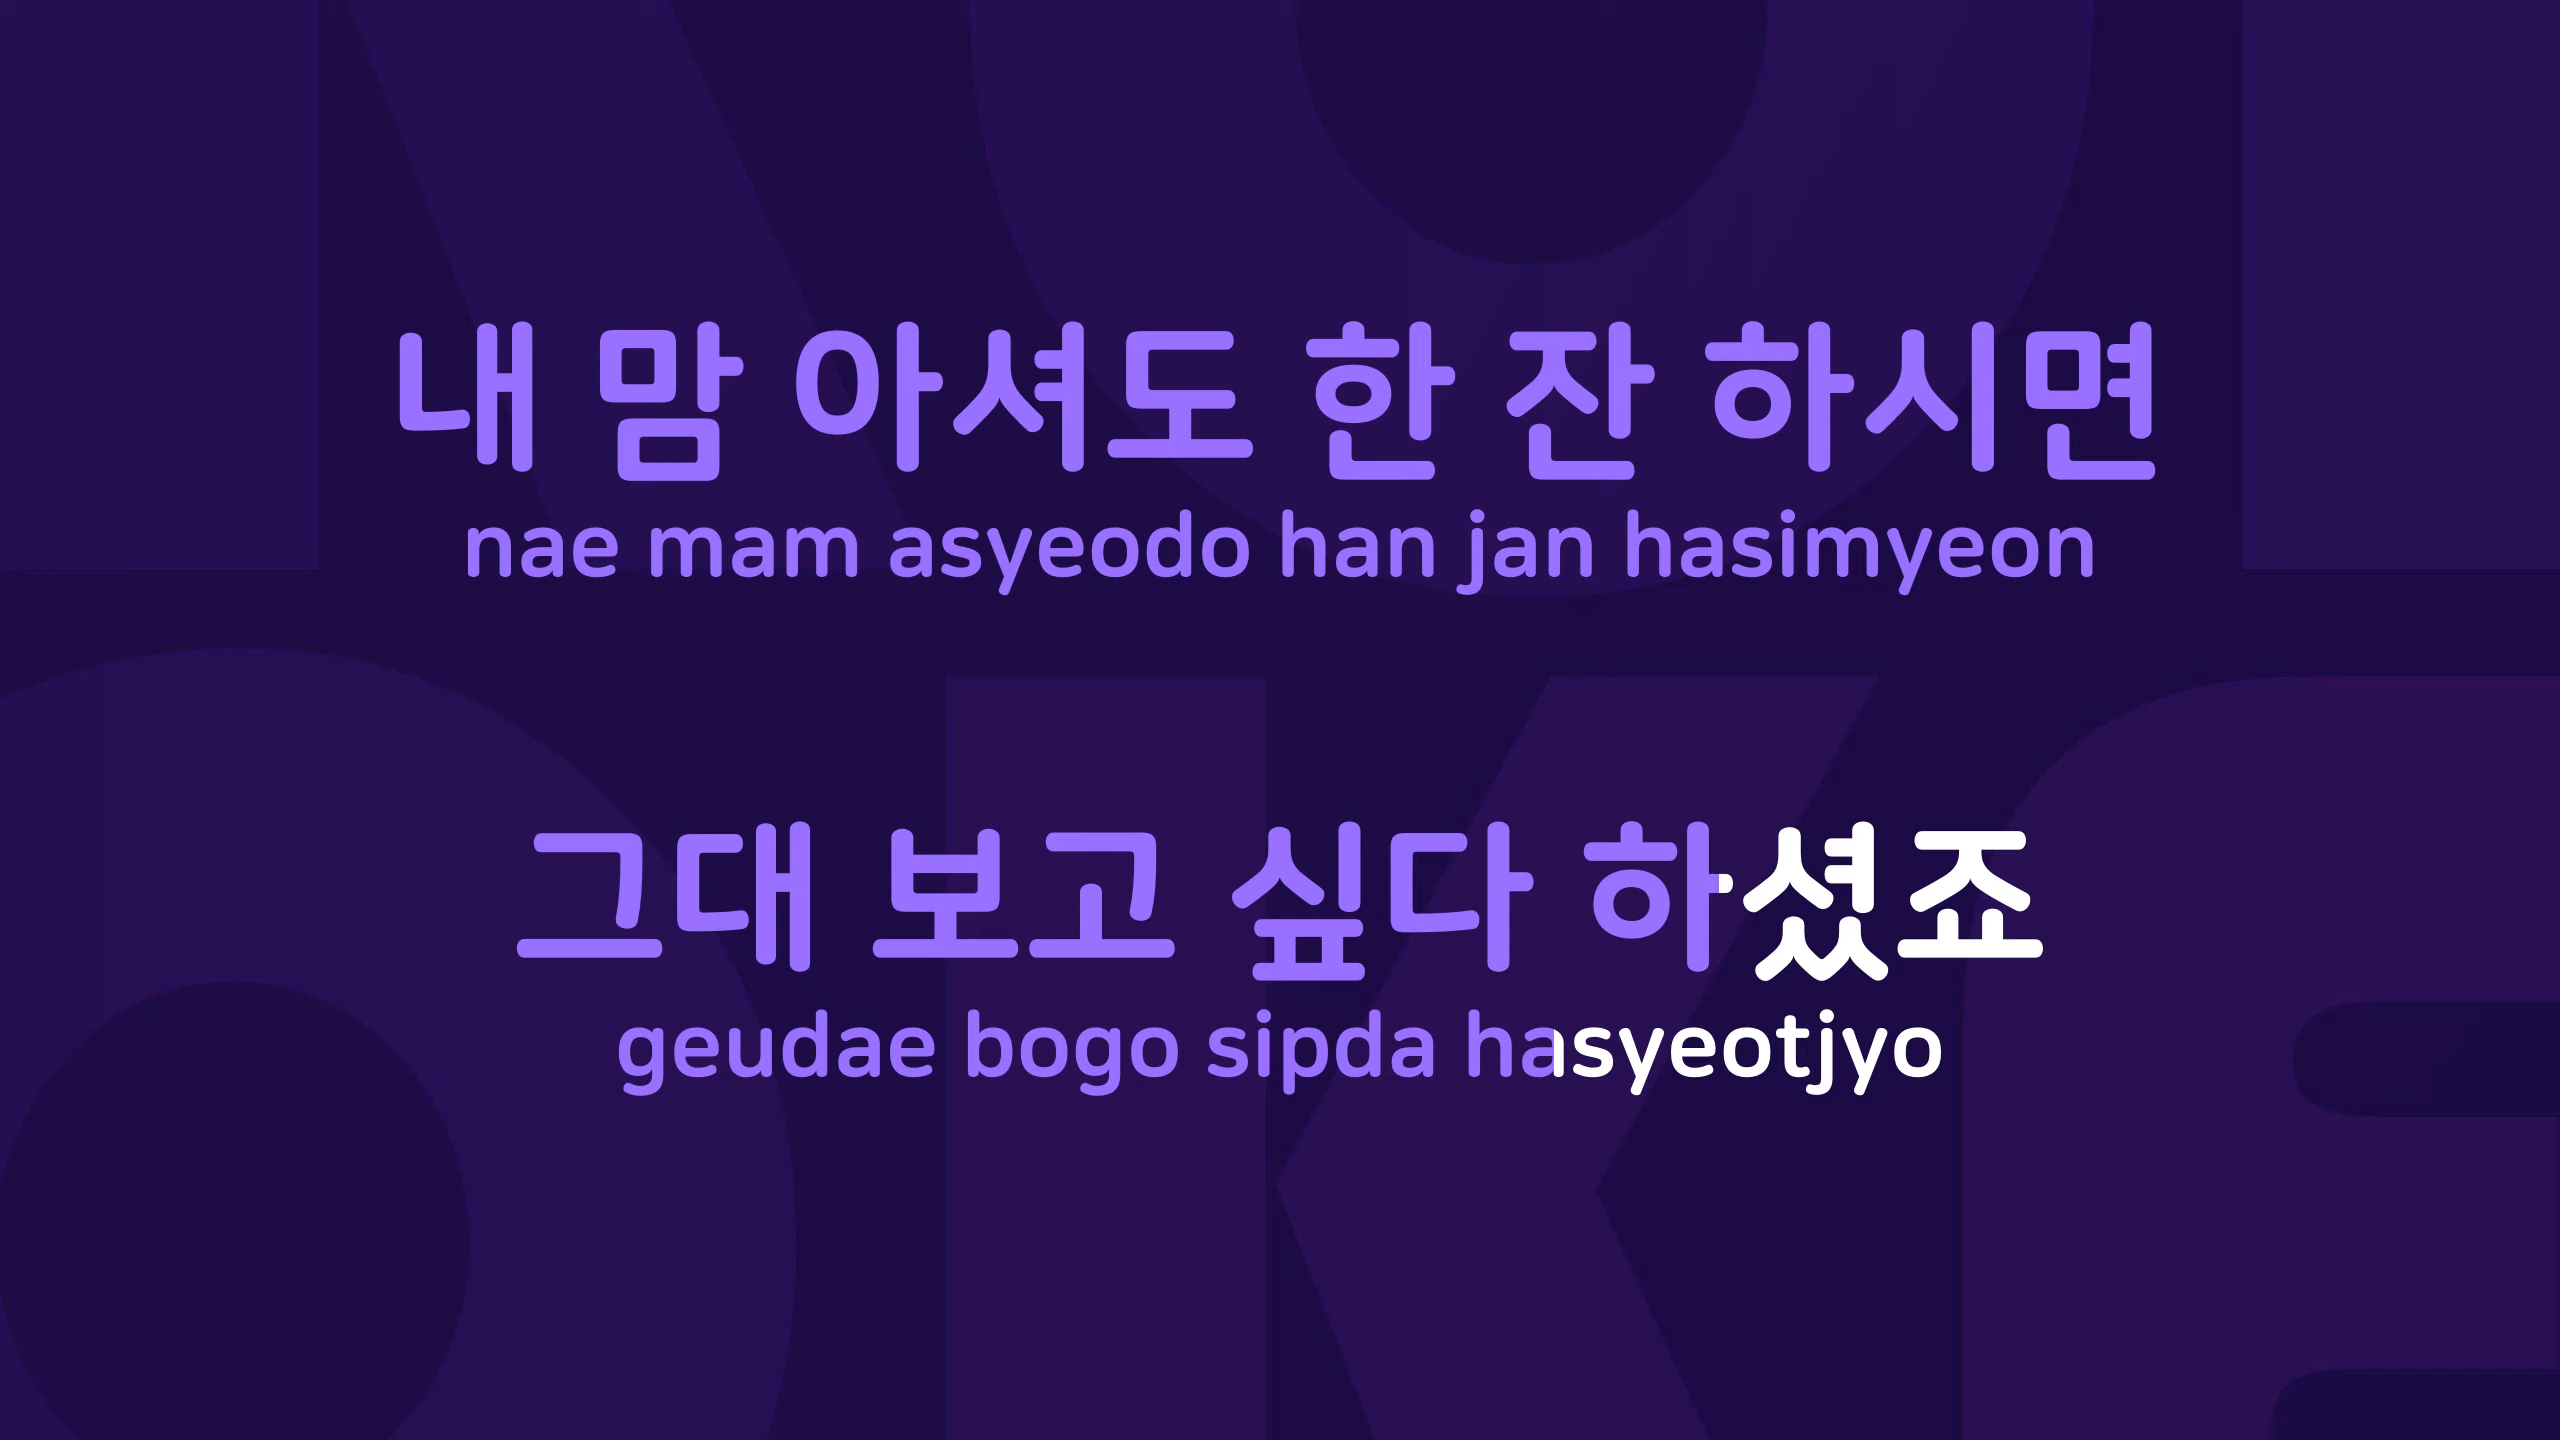 내 맘 아셔도 한 잔 하시면
nae mam asyeodo han jan hasimyeon
그대 보고 싶다 하셨죠
geudae bogo sipda hasyeotjyo